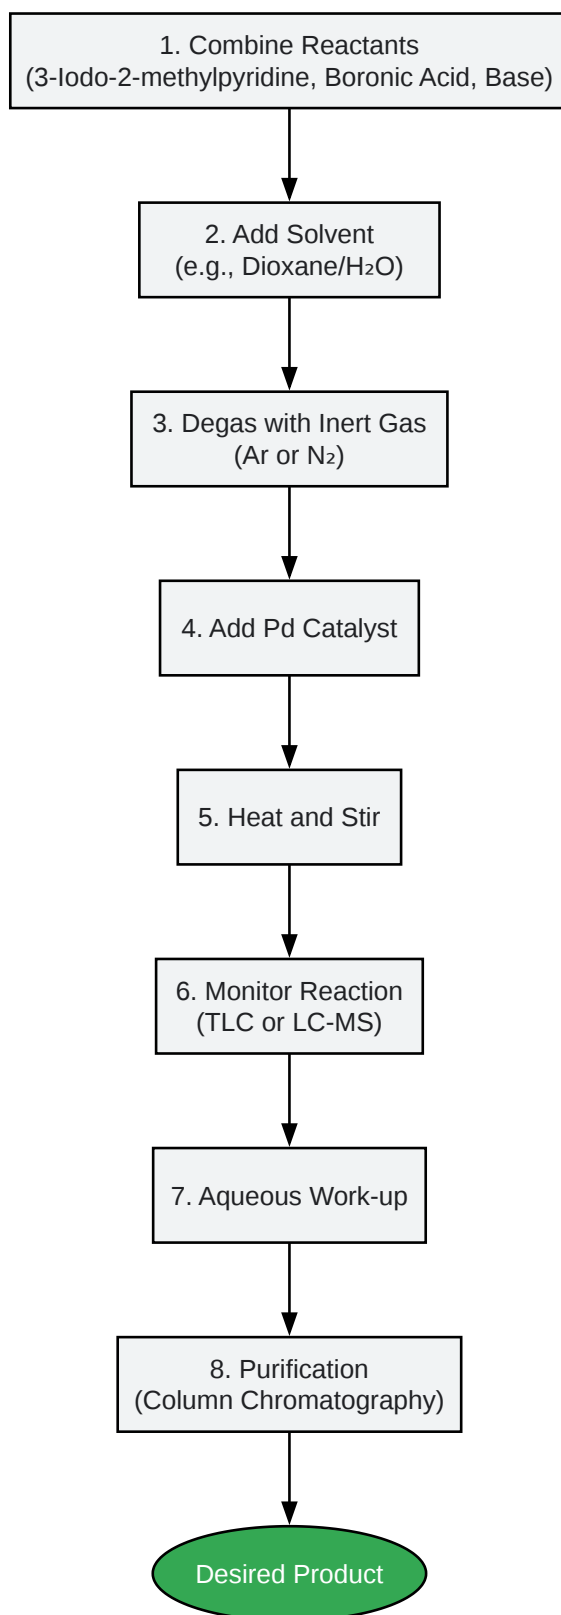 1. Combine Reactants
(3-Iodo-2-methylpyridine, Boronic Acid, Base)
2. Add Solvent
(e.g., Dioxane/H₂O)
3. Degas with Inert Gas
(Ar or N₂)
4. Add Pd Catalyst
5. Heat and Stir
6. Monitor Reaction
(TLC or LC-MS)
7. Aqueous Work-up
8. Purification
(Column Chromatography)
Desired Product